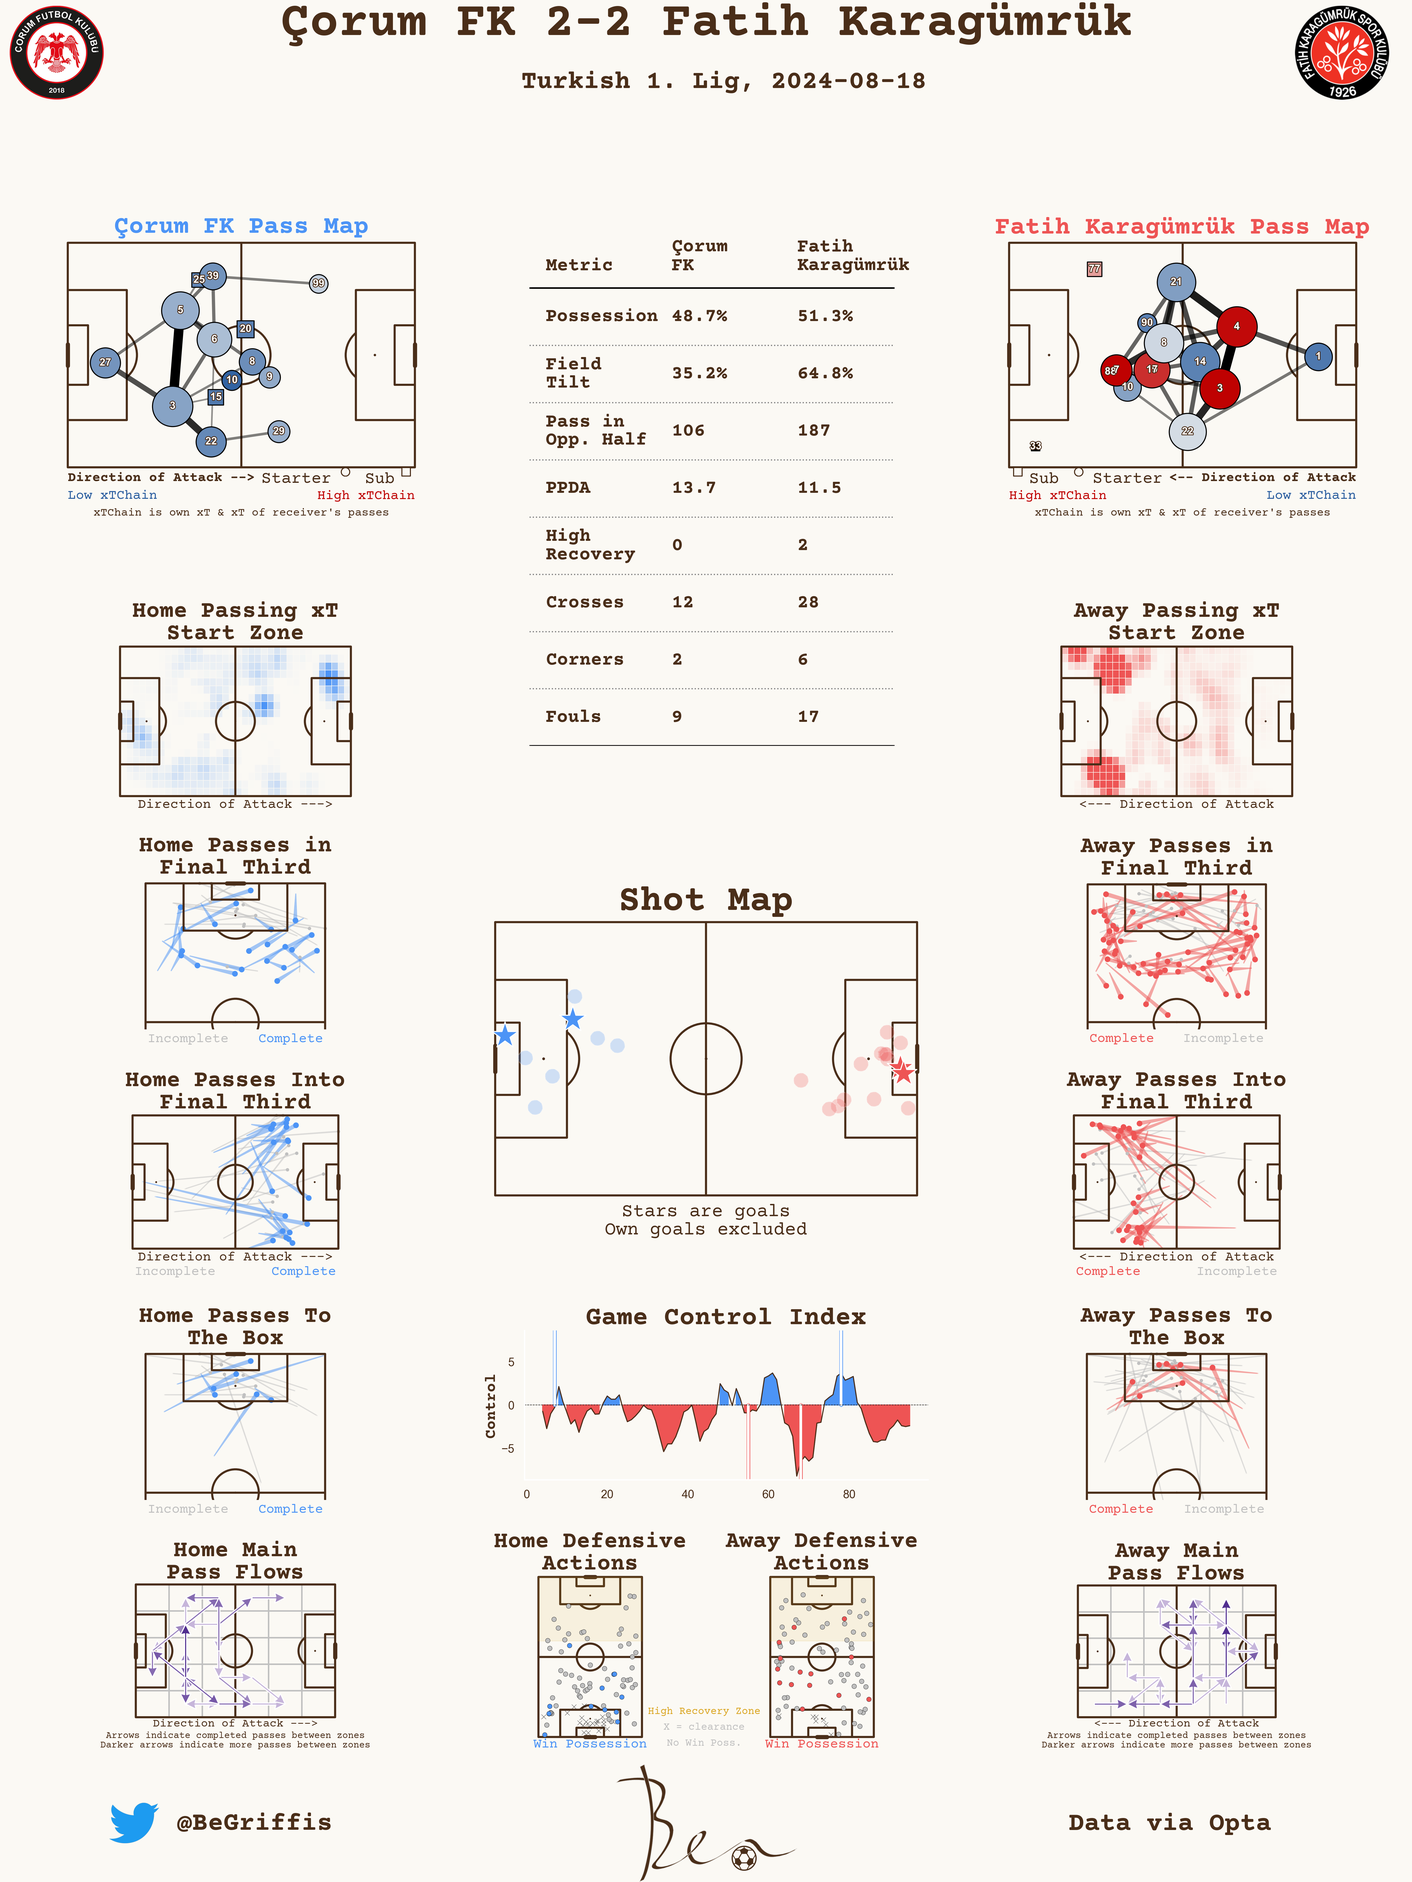 Çorum FK 2-2 Fatih Karagümrük
Turkish 1. Lig, 2024-08-18
ÇORUM FUTBOL KULÜBÜ
2018
FATİH KARAGÜMRÜK SPOR KULÜBÜ
1926
Çorum FK Pass Map
25 39 99
5
20
6
27 8
10 9
15
3
22 29
Direction of Attack --> Starter Sub
Low xTChain High xTChain
xTChain is own xT & xT of receiver's passes
Metric Çorum FK Fatih Karagümrük
Possession 48.7% 51.3%
Field Tilt 35.2% 64.8%
Pass in Opp. Half 106 187
PPDA 13.7 11.5
High Recovery 0 2
Crosses 12 28
Corners 2 6
Fouls 9 17
Fatih Karagümrük Pass Map
77
21
90 4
8
14 1
88 7 17
10 3
22
33
Sub Starter <-- Direction of Attack
High xTChain Low xTChain
xTChain is own xT & xT of receiver's passes
Home Passing xT
Start Zone
Direction of Attack --->
Away Passing xT
Start Zone
<--- Direction of Attack
Home Passes in
Final Third
Incomplete Complete
Away Passes in
Final Third
Complete Incomplete
Shot Map
Stars are goals
Own goals excluded
Home Passes Into
Final Third
Direction of Attack --->
Incomplete Complete
Away Passes Into
Final Third
<--- Direction of Attack
Complete Incomplete
Home Passes To
The Box
Incomplete Complete
Game Control Index
Control
5
0
−5
0 20 40 60 80
Away Passes To
The Box
Complete Incomplete
Home Main
Pass Flows
Direction of Attack --->
Arrows indicate completed passes between zones
Darker arrows indicate more passes between zones
Home Defensive
Actions
Win Possession
Away Defensive
Actions
Win Possession
High Recovery Zone
X = clearance
No Win Poss.
Away Main
Pass Flows
<--- Direction of Attack
Arrows indicate completed passes between zones
Darker arrows indicate more passes between zones
@BeGriffis
Ben
Data via Opta